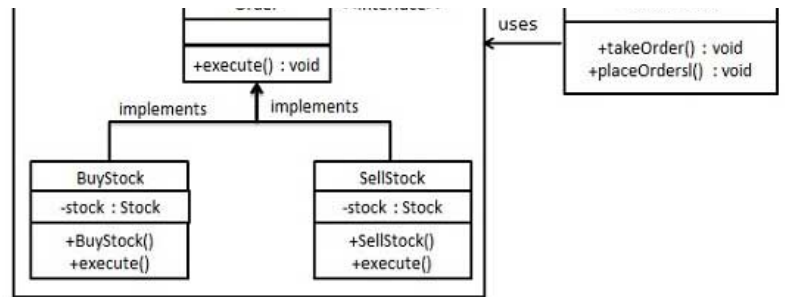 uses
+execute() : void
+takeOrder() : void
+placeOrdersl() : void
implements
implements
BuyStock
-stock : Stock
+BuyStock()
+execute()
SellStock
-stock : Stock
+SellStock()
+execute()